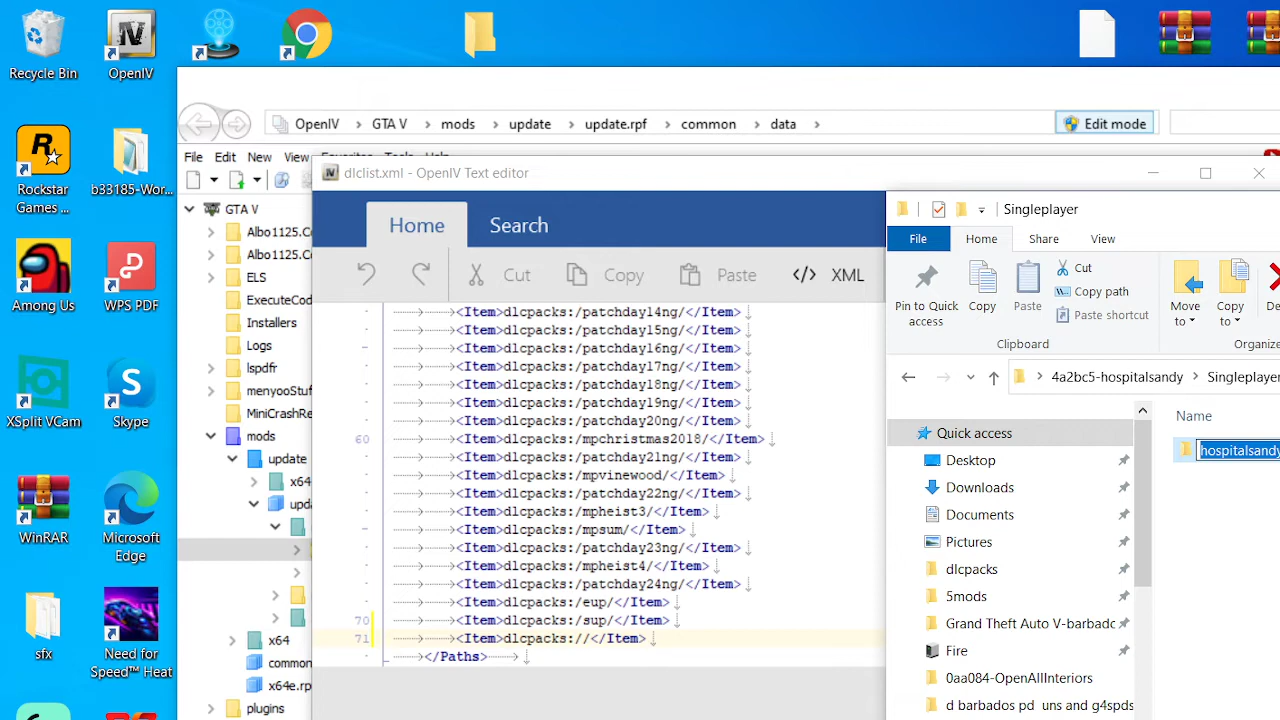 Recycle Bin
OpenIV
Rockstar
Games ...
b33185-Wor...
Among Us
WPS PDF
XSplit VCam
Skype
WinRAR
Microsoft
Edge
sfx
Need for
Speed™ Heat
OpenIV
GTA V
mods
update
update.rpf
common
data
Edit mode
File
Edit
New
View
GTA V
Albo1125.Co
Albo1125.Co
ELS
ExecuteCod
Installers
Logs
lspdfr
menyooStuf
MiniCrashRe
mods
update
x64
upda
x64
common
x64e.rp
plugins
dlclist.xml - OpenIV Text editor
Home
Search
Cut
Copy
Paste
</> XML
<Item>dlcpacks:/patchday14ng/</Item>
<Item>dlcpacks:/patchday15ng/</Item>
<Item>dlcpacks:/patchday16ng/</Item>
<Item>dlcpacks:/patchday17ng/</Item>
<Item>dlcpacks:/patchday18ng/</Item>
<Item>dlcpacks:/patchday19ng/</Item>
<Item>dlcpacks:/patchday20ng/</Item>
60 <Item>dlcpacks:/mpchristmas2018/</Item>
<Item>dlcpacks:/patchday21ng/</Item>
<Item>dlcpacks:/mpvinewood/</Item>
<Item>dlcpacks:/patchday22ng/</Item>
<Item>dlcpacks:/mpheist3/</Item>
<Item>dlcpacks:/mpsum/</Item>
<Item>dlcpacks:/patchday23ng/</Item>
<Item>dlcpacks:/mpheist4/</Item>
<Item>dlcpacks:/patchday24ng/</Item>
<Item>dlcpacks:/eup/</Item>
70 <Item>dlcpacks:/sup/</Item>
71 <Item>dlcpacks://</Item>
</Paths>
Singleplayer
File
Home
Share
View
Pin to Quick
access
Copy
Paste
Cut
Copy path
Paste shortcut
Clipboard
Move
to
Copy
to
De
Organize
4a2bc5-hospitalsandy
Singleplayer
Name
hospitalsandy
Quick access
Desktop
Downloads
Documents
Pictures
dlcpacks
5mods
Grand Theft Auto V-barbado
Fire
0aa084-OpenAllInteriors
d barbados pd uns and g4spds